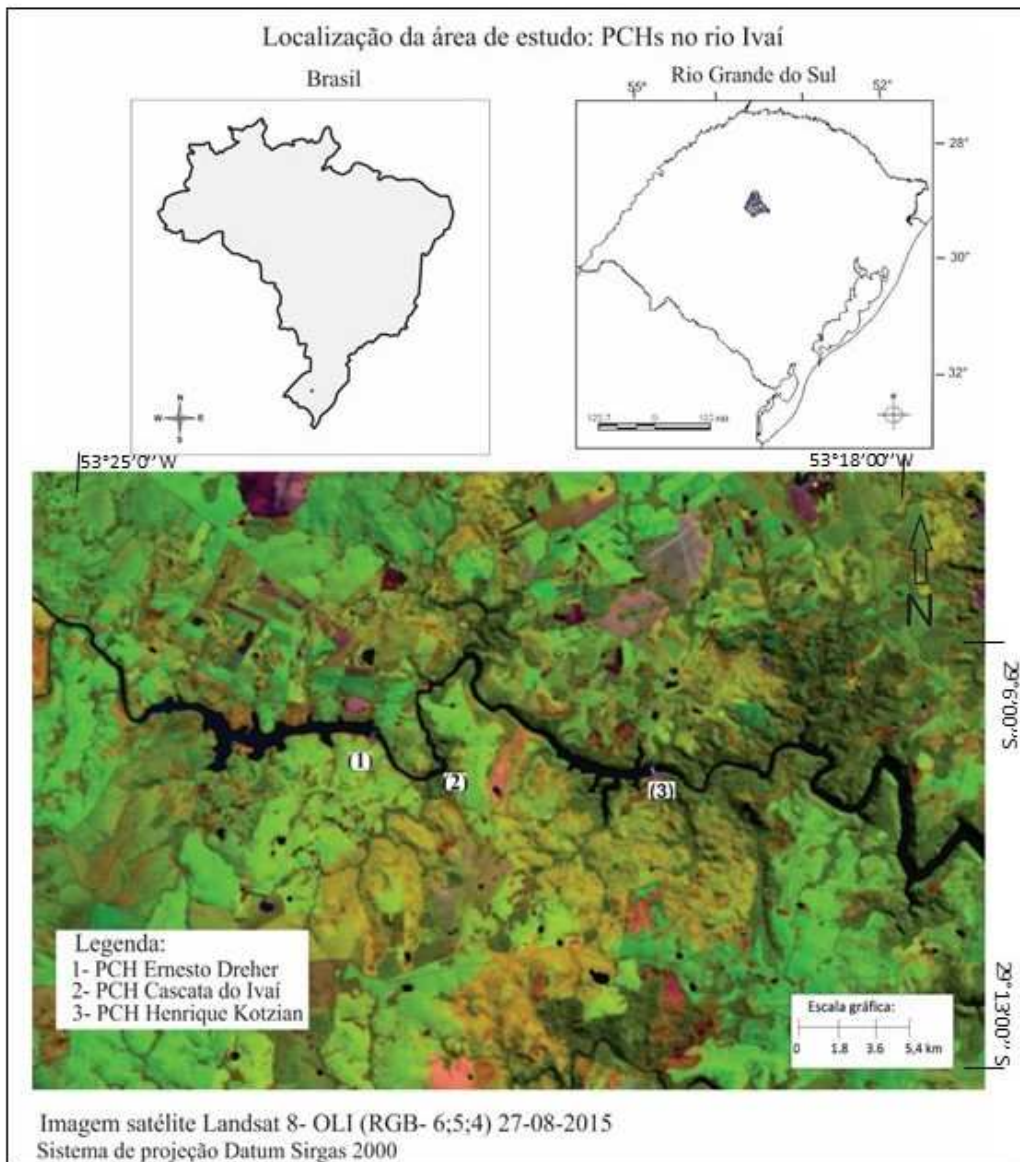 Localização da área de estudo: PCHs no rio Ivaí
Brasil
Rio Grande do Sul
55°
52°
28°
30°
32°
N
W
E
S
0
53°25'0''W
53°18'00''W
N
29°6'00''S
29°13'00''S
(1)
(2)
(3)
Legenda:
1- PCH Ernesto Dreher
2- PCH Cascata do Ivaí
3- PCH Henrique Kotzian
Escala gráfica:
0 1.8 3.6 5,4 km
Imagem satélite Landsat 8- OLI (RGB- 6;5;4) 27-08-2015
Sistema de projeção Datum Sirgas 2000